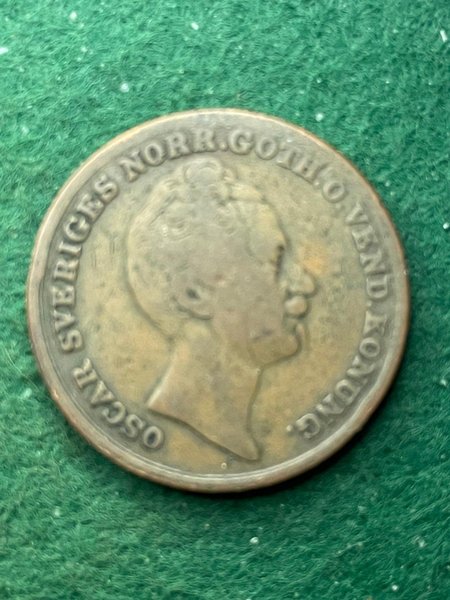 OSCAR SVERIGES NORR. GOTH. O. VEND. KONUNG.